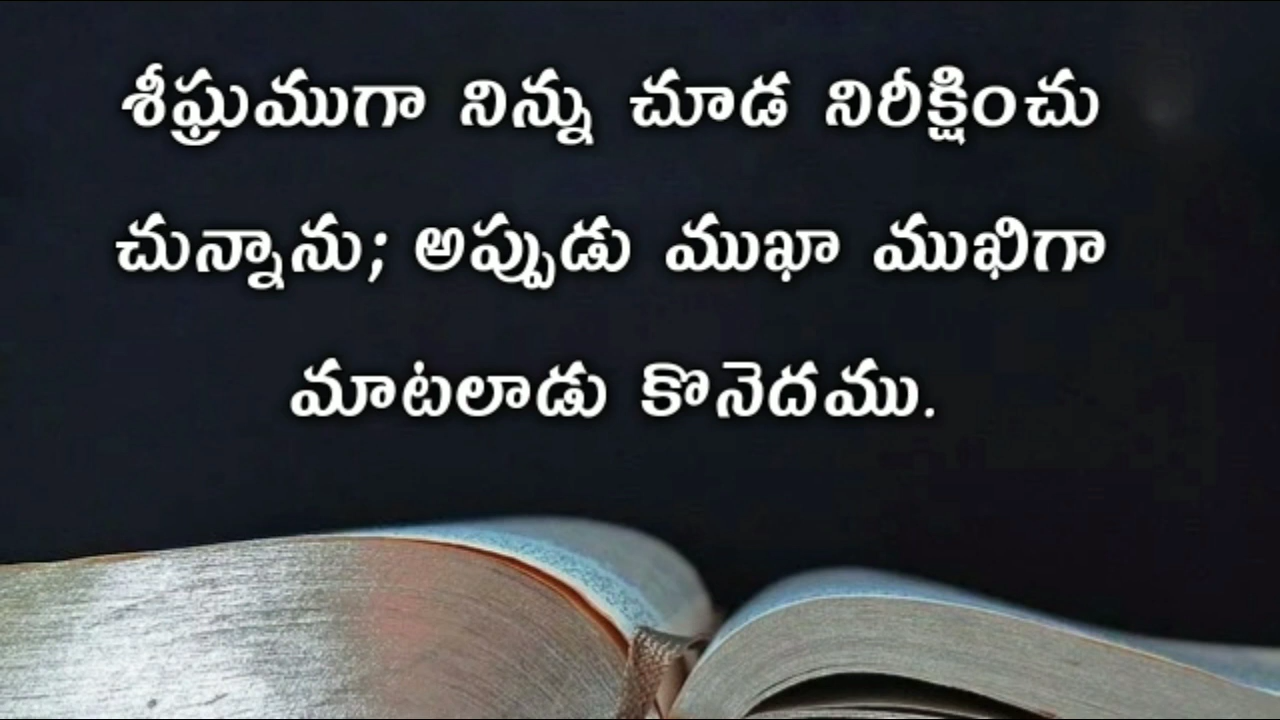 శీఘ్రముగా నిన్ను చూడ నిరీక్షించు
చున్నాను; అప్పుడు ముఖా ముఖిగా
మాటలాడు కొనెదము.